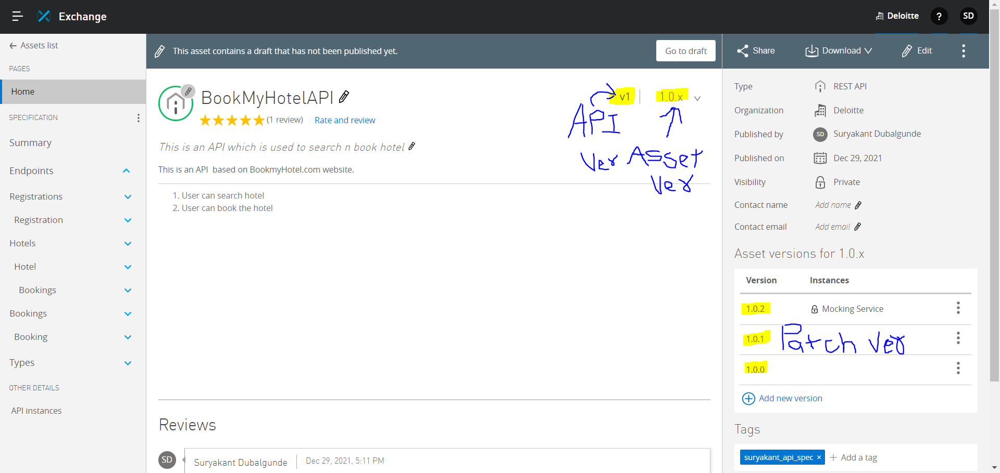 Exchange
Deloitte
?
SD
Assets list
PAGES
Home
SPECIFICATION
Summary
Endpoints
Registrations
Registration
Hotels
Hotel
Bookings
Bookings
Booking
Types
OTHER DETAILS
API instances
This asset contains a draft that has not been published yet.
Go to draft
BookMyHotelAPI
v1
1.0.x
(1 review)
Rate and review
This is an API which is used to search n book hotel
This is an API based on BookmyHotel.com website.
1. User can search hotel
2. User can book the hotel
API
Ver
Asset
Ver
Reviews
SD
Suryakant Dubalgunde
Dec 29, 2021, 5:11 PM
Share
Download
Edit
Type
REST API
Organization
Deloitte
Published by
SD
Suryakant Dubalgunde
Published on
Dec 29, 2021
Visibility
Private
Contact name
Add name
Contact email
Add email
Asset versions for 1.0.x
Version Instances
1.0.2 Mocking Service
1.0.1 Patch Ver
1.0.0
Add new version
Tags
suryakant_api_spec ×
+ Add a tag